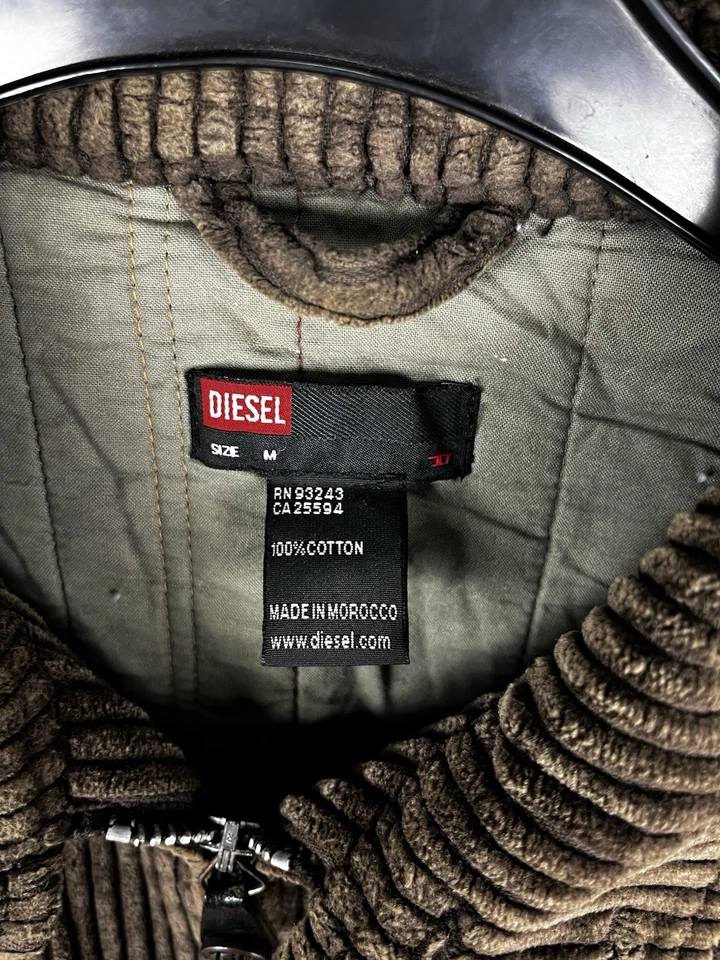 DIESEL
SIZE M
RN 93243
CA 25594
100% COTTON
MADE IN MOROCCO
www.diesel.com